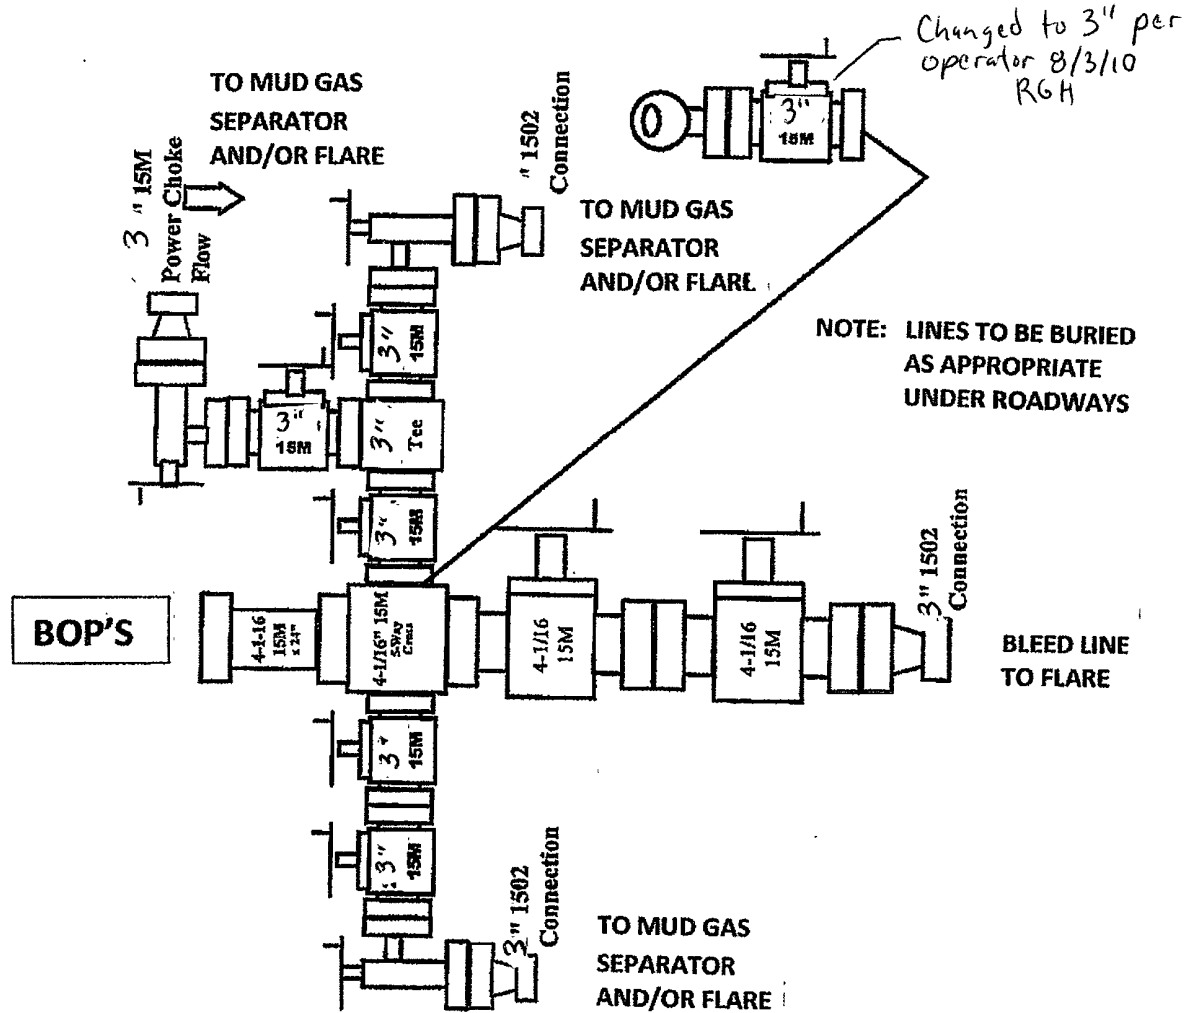 Changed to 3" per
operator 8/3/10
RGH
3"
15M
TO MUD GAS
SEPARATOR
AND/OR FLARE
3 " 15M
Power Choke
Flow
" 1502
Connection
TO MUD GAS
SEPARATOR
AND/OR FLARE
NOTE: LINES TO BE BURIED
AS APPROPRIATE
UNDER ROADWAYS
3"
15M
3"
15M
3"
Tee
3"
15M
BOP'S
4-1-16
15M
x 24"
4-1/16" 15M
5-Way
Cross
4-1/16
15M
4-1/16
15M
3" 1502
Connection
BLEED LINE
TO FLARE
3"
15M
3"
15M
3" 1502
Connection
TO MUD GAS
SEPARATOR
AND/OR FLARE